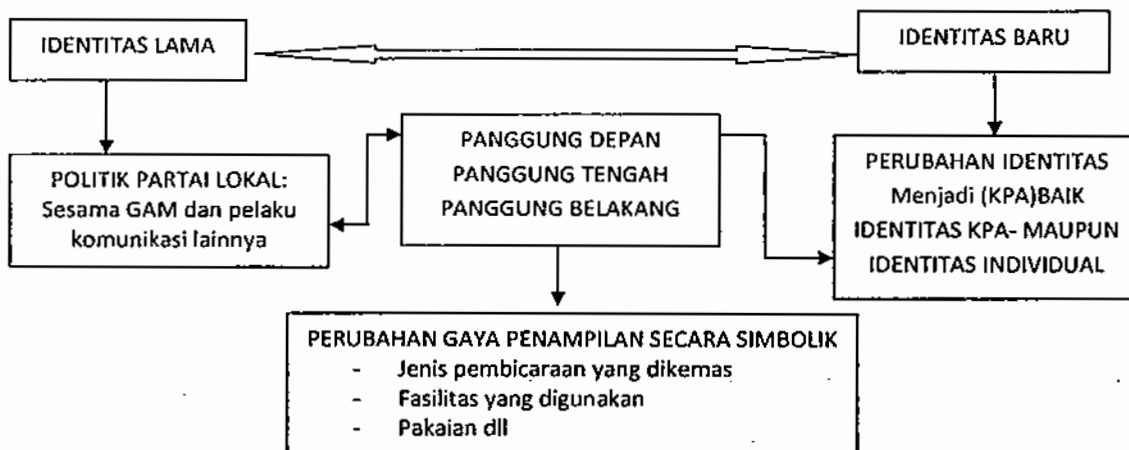 IDENTITAS LAMA
IDENTITAS BARU
POLITIK PARTAI LOKAL:
Sesama GAM dan pelaku
komunikasi lainnya
PANGGUNG DEPAN
PANGGUNG TENGAH
PANGGUNG BELAKANG
PERUBAHAN IDENTITAS
Menjadi (KPA)BAIK
IDENTITAS KPA- MAUPUN
IDENTITAS INDIVIDUAL
PERUBAHAN GAYA PENAMPILAN SECARA SIMBOLIK
- Jenis pembicaraan yang dikemas
- Fasilitas yang digunakan
- Pakaian dll